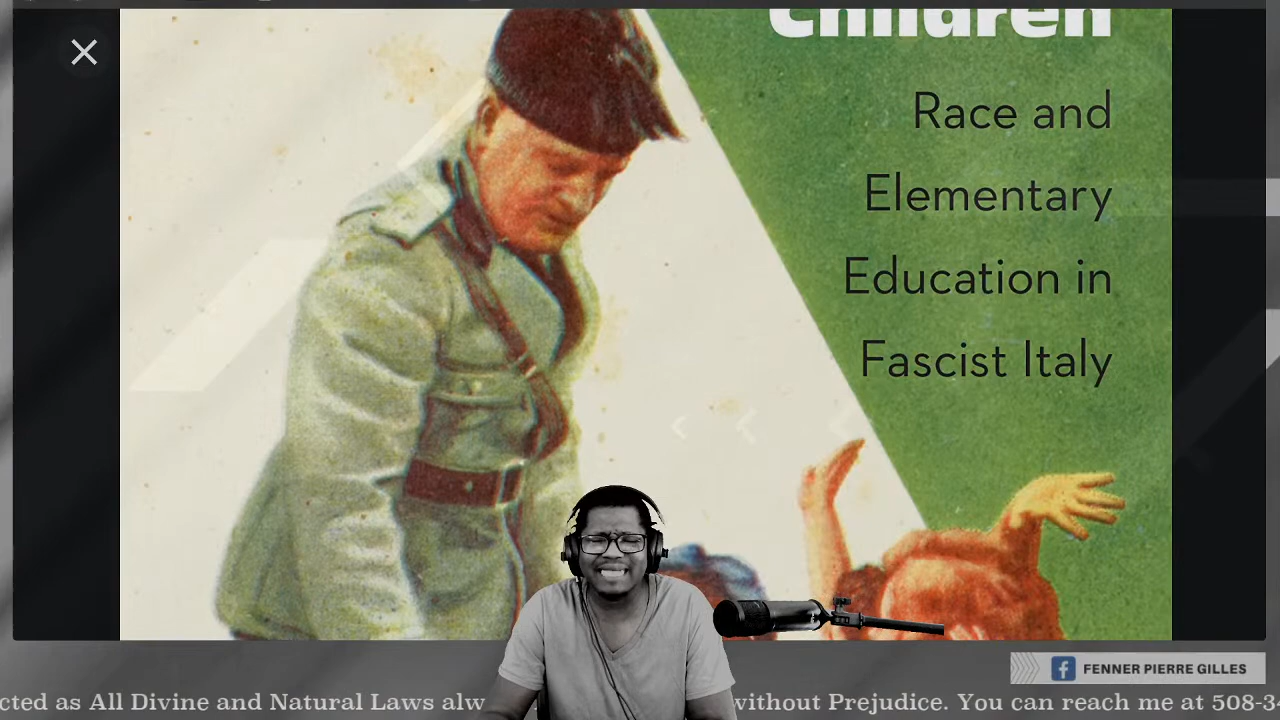 Children
Race and
Elementary
Education in
Fascist Italy
FENNER PIERRE GILLES
cted as All Divine and Natural Laws alw without Prejudice. You can reach me at 508-3